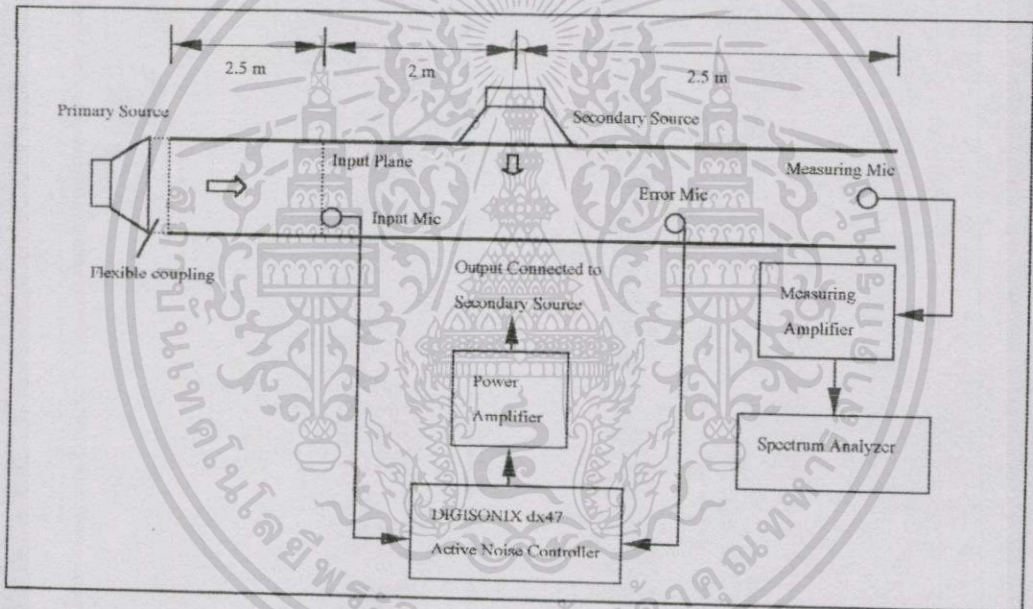 2.5 m
2 m
2.5 m
Primary Source
Secondary Source
Input Plane
Measuring Mic
Error Mic
Input Mic
Flexible coupling
Output Connected to
Secondary Source
Measuring
Amplifier
Power
Amplifier
Spectrum Analyzer
DIGISONIX dx47
Active Noise Controller